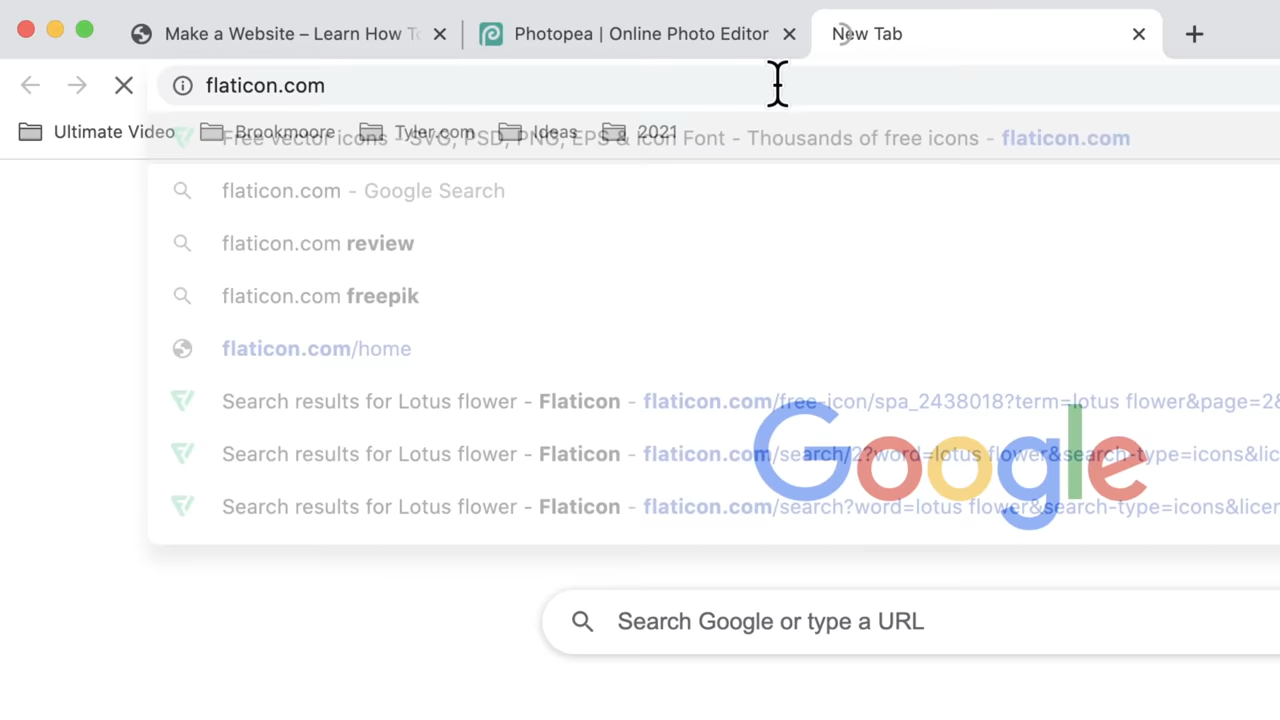 Make a Website – Learn How To
Photopea | Online Photo Editor
New Tab
flaticon.com
Ultimate Video
Brookmoore
Tyler.com
Ideas
2021
Free vector icons - SVG, PSD, PNG, EPS & Icon Font - Thousands of free icons - flaticon.com
flaticon.com - Google Search
flaticon.com review
flaticon.com freepik
flaticon.com/home
Search results for Lotus flower - Flaticon - flaticon.com/free-icon/spa_2438018?term=lotus flower&page=2&
Search results for Lotus flower - Flaticon - flaticon.com/search/2?word=lotus flower&search-type=icons&lic
Search results for Lotus flower - Flaticon - flaticon.com/search?word=lotus flower&search-type=icons&licen
Google
Search Google or type a URL